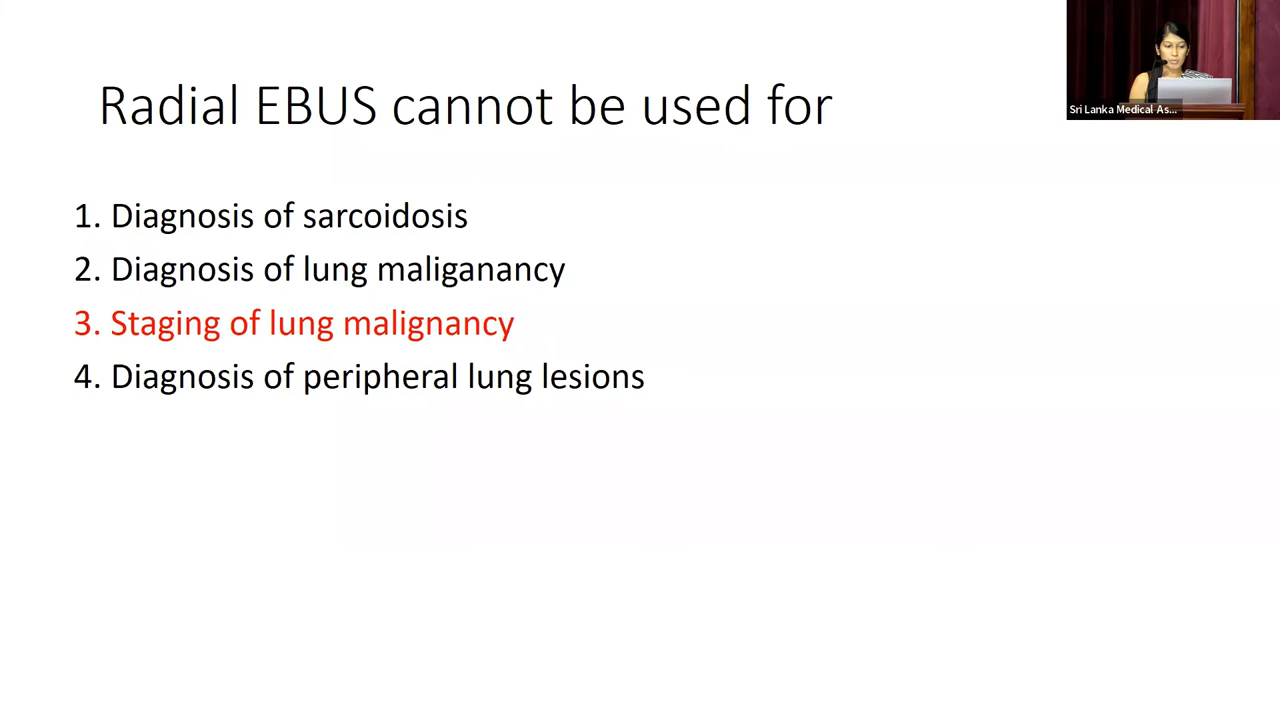 Sri Lanka Medical As...
Radial EBUS cannot be used for
1. Diagnosis of sarcoidosis
2. Diagnosis of lung maliganancy
3. Staging of lung malignancy
4. Diagnosis of peripheral lung lesions